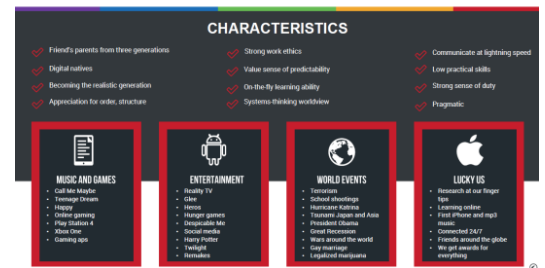 CHARACTERISTICS
Friend's parents from three generations
Digital natives
Becoming the realistic generation
Appreciation for order, structure
Strong work ethics
Value sense of predictability
On-the-fly learning ability
Systems-thinking worldview
Communicate at lightning speed
Low practical skills
Strong sense of duty
Pragmatic
MUSIC AND GAMES
Call Me Maybe
Teenage Dream
Happy
Online gaming
Play Station 4
Xbox One
Gaming aps
ENTERTAINMENT
Reality TV
Glee
Heros
Hunger games
Despicable Me
Social media
Harry Potter
Twilight
Remakes
WORLD EVENTS
Terrorism
School shootings
Hurricane Katrina
Tsunami Japan and Asia
President Obama
Great Recession
Wars around the world
Gay marriage
Legalized marijuana
LUCKY US
Research at our finger
tips
Learning online
First iPhone and mp3
music
Connected 24/7
Friends around the globe
We get awards for
everything